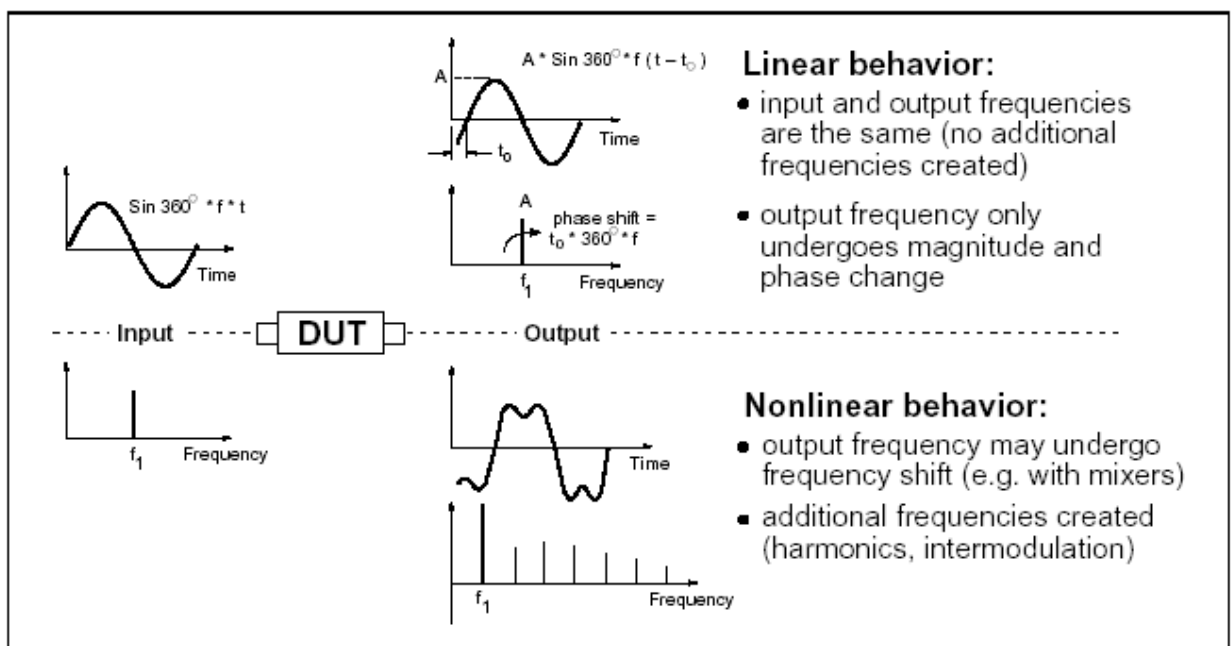 A * Sin 360° * f (t – t₀)
A
Time
t₀
A
phase shift =
t₀ * 360° * f
f₁
Frequency
Sin 360° * f * t
Time
Linear behavior:
• input and output frequencies
are the same (no additional
frequencies created)
• output frequency only
undergoes magnitude and
phase change
Input
DUT
Output
f₁
Frequency
Time
f₁
Frequency
Nonlinear behavior:
• output frequency may undergo
frequency shift (e.g. with mixers)
• additional frequencies created
(harmonics, intermodulation)